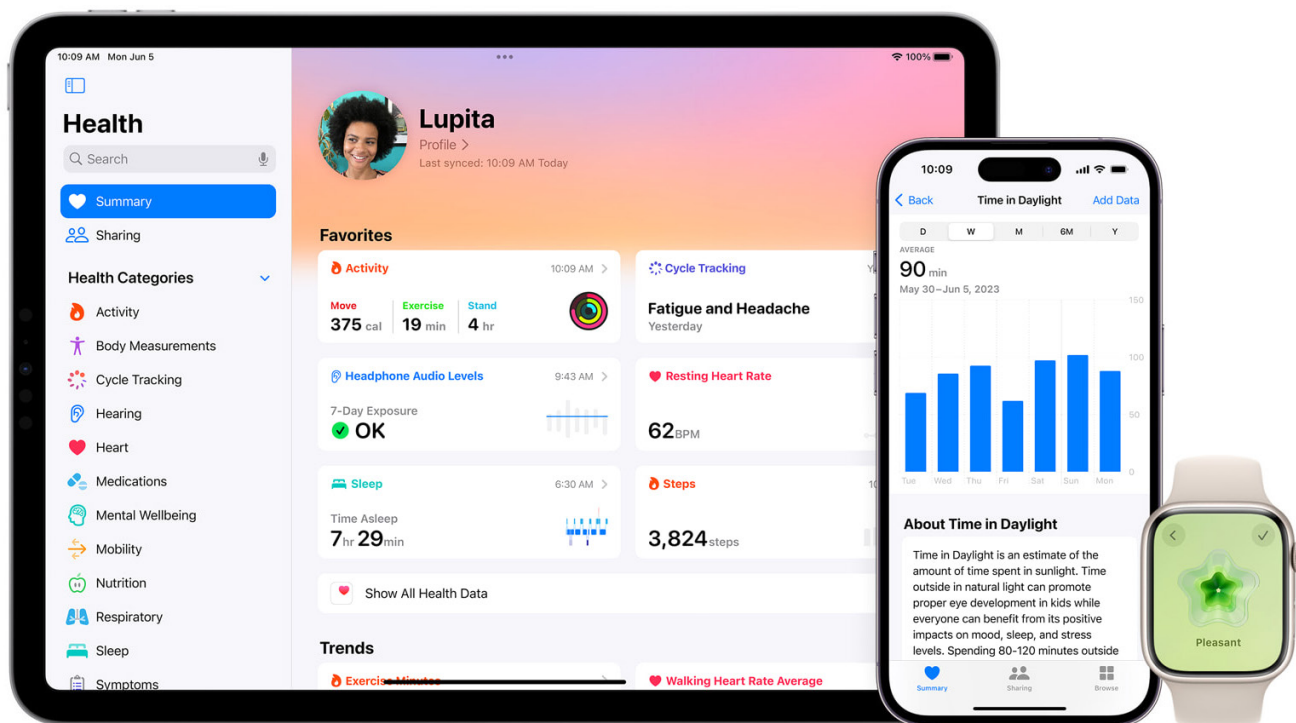 10:09 AM Mon Jun 5
100%
Health
Search
Summary
Sharing
Health Categories
Activity
Body Measurements
Cycle Tracking
Hearing
Heart
Medications
Mental Wellbeing
Mobility
Nutrition
Respiratory
Sleep
Symptoms
Lupita
Profile >
Last synced: 10:09 AM Today
Favorites
Activity 10:09 AM >
Move Exercise Stand
375 cal 19 min 4 hr
Cycle Tracking
Fatigue and Headache
Yesterday
Headphone Audio Levels 9:43 AM >
7-Day Exposure
OK
Resting Heart Rate
62 BPM
Sleep 6:30 AM >
Time Asleep
7 hr 29 min
Steps 10
3,824 steps
Show All Health Data
Trends
Exercise Minutes
Walking Heart Rate Average
10:09
Back Time in Daylight Add Data
D W M 6M Y
AVERAGE
90 min
May 30–Jun 5, 2023
150
100
50
0
Tue Wed Thu Fri Sat Sun Mon
About Time in Daylight
Time in Daylight is an estimate of the
amount of time spent in sunlight. Time
outside in natural light can promote
proper eye development in kids while
everyone can benefit from its positive
impacts on mood, sleep, and stress
levels. Spending 80-120 minutes outside
Summary Sharing Browse
Pleasant